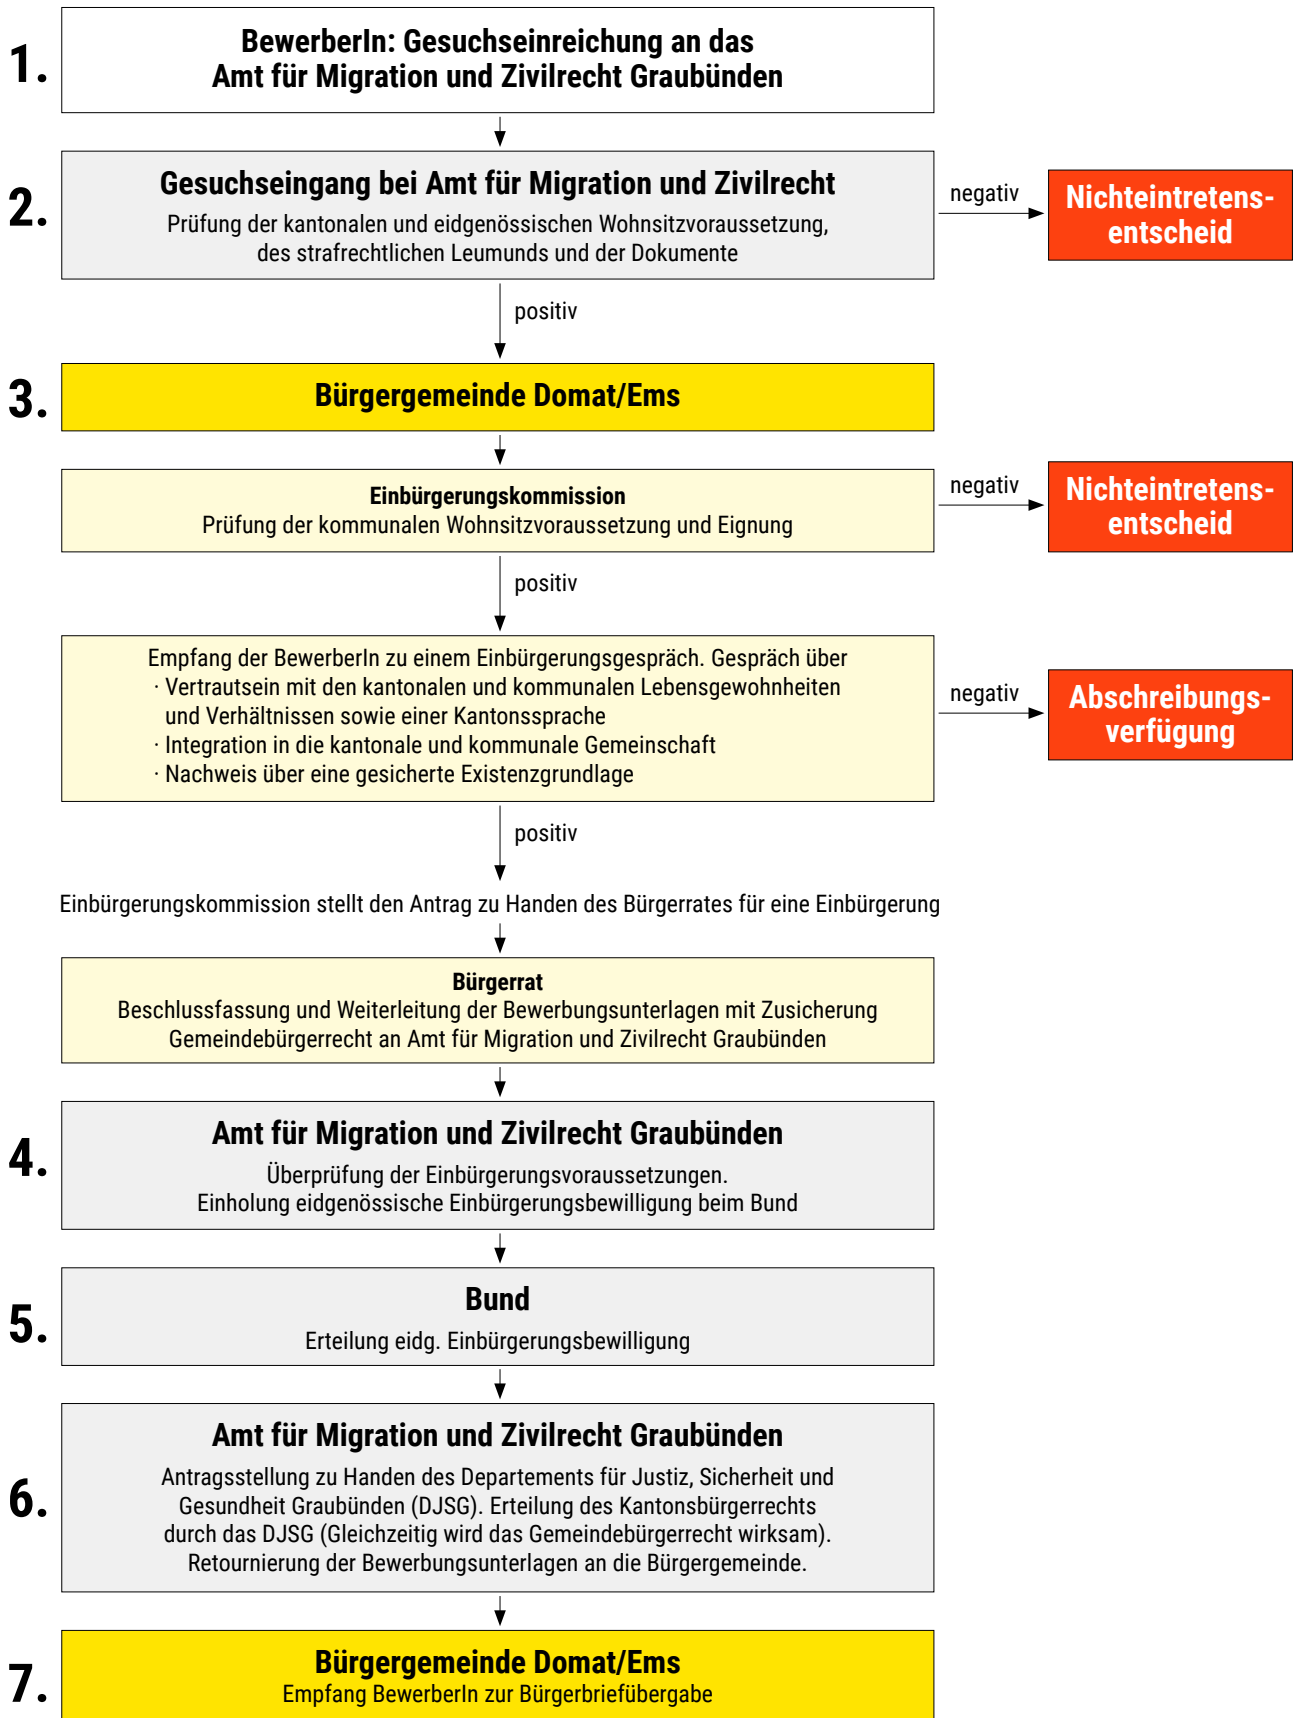 1.
BewerberIn: Gesuchseinreichung an das
Amt für Migration und Zivilrecht Graubünden
2.
Gesuchseingang bei Amt für Migration und Zivilrecht
Prüfung der kantonalen und eidgenössischen Wohnsitzvoraussetzung,
des strafrechtlichen Leumunds und der Dokumente
negativ
Nichteintretens-
entscheid
positiv
3.
Bürgergemeinde Domat/Ems
Einbürgerungskommission
Prüfung der kommunalen Wohnsitzvoraussetzung und Eignung
negativ
Nichteintretens-
entscheid
positiv
Empfang der BewerberIn zu einem Einbürgerungsgespräch. Gespräch über
· Vertrautsein mit den kantonalen und kommunalen Lebensgewohnheiten
und Verhältnissen sowie einer Kantonssprache
· Integration in die kantonale und kommunale Gemeinschaft
· Nachweis über eine gesicherte Existenzgrundlage
negativ
Abschreibungs-
verfügung
positiv
Einbürgerungskommission stellt den Antrag zu Handen des Bürgerrates für eine Einbürgerung
Bürgerrat
Beschlussfassung und Weiterleitung der Bewerbungsunterlagen mit Zusicherung
Gemeindebürgerrecht an Amt für Migration und Zivilrecht Graubünden
4.
Amt für Migration und Zivilrecht Graubünden
Überprüfung der Einbürgerungsvoraussetzungen.
Einholung eidgenössische Einbürgerungsbewilligung beim Bund
5.
Bund
Erteilung eidg. Einbürgerungsbewilligung
6.
Amt für Migration und Zivilrecht Graubünden
Antragsstellung zu Handen des Departements für Justiz, Sicherheit und
Gesundheit Graubünden (DJSG). Erteilung des Kantonsbürgerrechts
durch das DJSG (Gleichzeitig wird das Gemeindebürgerrecht wirksam).
Retournierung der Bewerbungsunterlagen an die Bürgergemeinde.
7.
Bürgergemeinde Domat/Ems
Empfang BewerberIn zur Bürgerbriefübergabe